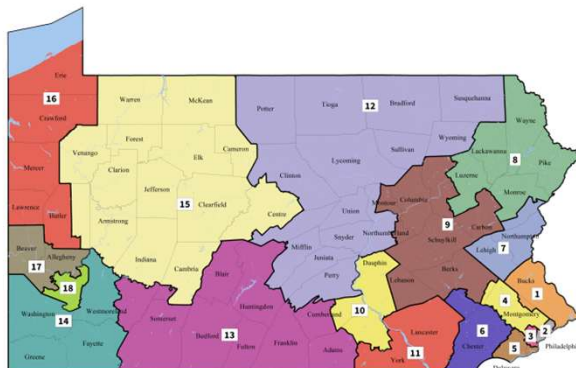 Erie
16
Crawford
Warren
McKean
Potter
Tioga
Bradford
12
Susquehanna
Wayne
Forest
Venango
Elk
Cameron
Clarion
Mercer
Wyoming
Lackawanna
8
Pike
Sullivan
Lycoming
Clinton
Luzerne
Monroe
Jefferson
15
Clearfield
Centre
Lawrence
Butler
Armstrong
Union
Montour
Columbia
9
Carbon
Northampton
7
Lehigh
Snyder
Northumberland
Mifflin
Juniata
Perry
Schuylkill
Beaver
Allegheny
17
18
Indiana
Cambria
Blair
Dauphin
Lebanon
Berks
Bucks
1
4
Montgomery
Washington
14
Westmoreland
Somerset
Huntingdon
Cumberland
10
Lancaster
6
Chester
2
3
Philadelphia
5
Greene
Fayette
Bedford
13
Fulton
Franklin
Adams
York
11
Delaware